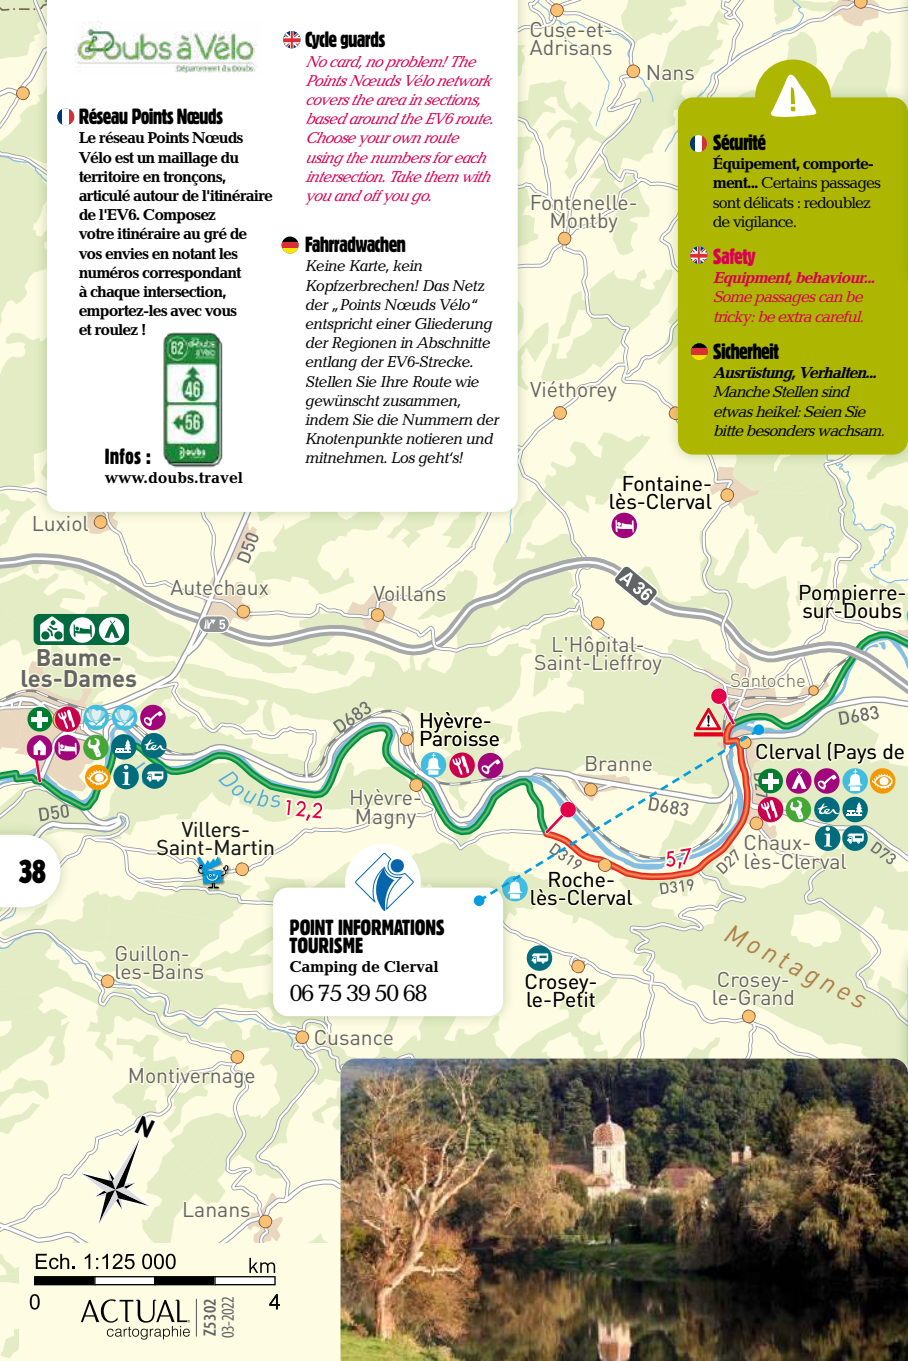 Doubs à Vélo
Département du Doubs
Réseau Points Nœuds
Le réseau Points Nœuds
Vélo est un maillage du
territoire en tronçons,
articulé autour de l'itinéraire
de l'EV6. Composez
votre itinéraire au gré de
vos envies en notant les
numéros correspondant
à chaque intersection,
emportez-les avec vous
et roulez !
62
46
56
Doubs
Infos :
www.doubs.travel
Cycle guards
No card, no problem! The
Points Nœuds Vélo network
covers the area in sections,
based around the EV6 route.
Choose your own route
using the numbers for each
intersection. Take them with
you and off you go.
Fahrradwachen
Keine Karte, kein
Kopfzerbrechen! Das Netz
der „Points Nœuds Vélo“
entspricht einer Gliederung
der Regionen in Abschnitte
entlang der EV6-Strecke.
Stellen Sie Ihre Route wie
gewünscht zusammen,
indem Sie die Nummern der
Knotenpunkte notieren und
mitnehmen. Los geht's!
Cuse-et-
Adrisans
Nans
Fontenelle-
Montby
Viéthorey
Sécurité
Équipement, comporte-
ment... Certains passages
sont délicats : redoublez
de vigilance.
Safety
Equipment, behaviour...
Some passages can be
tricky: be extra careful.
Sicherheit
Ausrüstung, Verhalten...
Manche Stellen sind
etwas heikel: Seien Sie
bitte besonders wachsam.
Fontaine-
lès-Clerval
Luxiol
D50
Autechaux
5
Voillans
A 36
Pompierre-
sur-Doubs
L'Hôpital-
Saint-Lieffroy
Santoche
Baume-
les-Dames
D683
Hyèvre-
Paroisse
D683
Clerval (Pays de
Branne
D683
ter
i
Doubs
12,2
Hyèvre-
Magny
D50
Villers-
Saint-Martin
ter
i
Chaux-
lès-Clerval
D73
D27
5,7
D319
D319
Roche-
lès-Clerval
38
POINT INFORMATIONS
TOURISME
Camping de Clerval
06 75 39 50 68
Montagnes
Guillon-
les-Bains
Crosey-
le-Petit
Crosey-
le-Grand
Cusance
Montivernage
N
Lanans
Ech. 1:125 000
km
0
4
ACTUAL
cartographie
Z5302
03-2022